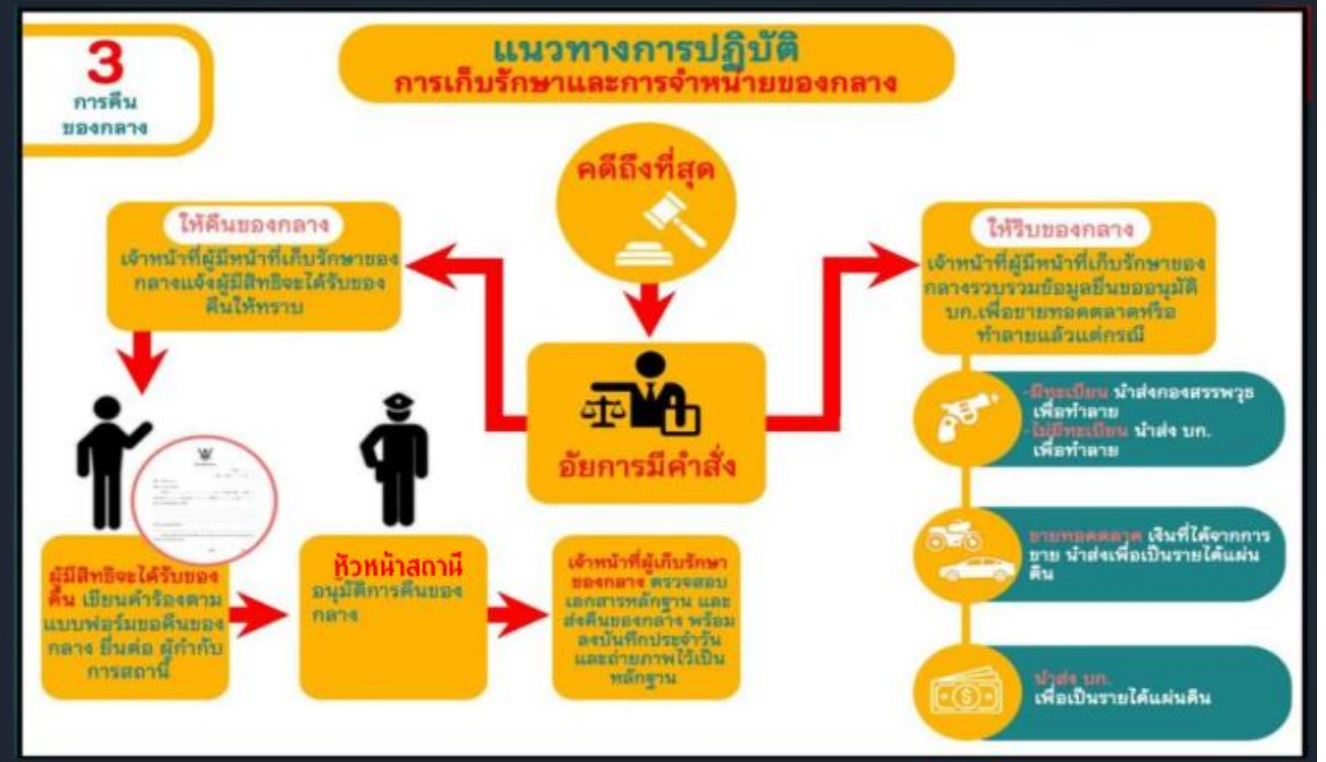 3
การคืน
ของกลาง
แนวทางการปฏิบัติ
การเก็บรักษาและการจำหน่ายของกลาง
คดีถึงที่สุด
อัยการมีคำสั่ง
ให้คืนของกลาง
เจ้าหน้าที่ผู้มีหน้าที่เก็บรักษาของ
กลางแจ้งผู้มีสิทธิจะได้รับของ
คืนให้ทราบ
ผู้มีสิทธิจะได้รับของ
คืน เขียนคำร้องตาม
แบบฟอร์มขอคืนของ
กลาง ยื่นต่อ ผู้กำกับ
การสถานี
หัวหน้าสถานี
อนุมัติการคืนของ
กลาง
เจ้าหน้าที่ผู้เก็บรักษา
ของกลาง ตรวจสอบ
เอกสารหลักฐาน และ
ส่งคืนของกลาง พร้อม
ลงบันทึกประจำวัน
และถ่ายภาพไว้เป็น
หลักฐาน
ให้ริบของกลาง
เจ้าหน้าที่ผู้มีหน้าที่เก็บรักษาของ
กลางรวบรวมข้อมูลยื่นขออนุมัติ
บก.เพื่อขายทอดตลาดหรือ
ทำลายแล้วแต่กรณี
-มีทะเบียน นำส่งกองสรรพาวุธ
เพื่อทำลาย
-ไม่มีทะเบียน นำส่ง บก.
เพื่อทำลาย
ขายทอดตลาด เงินที่ได้จากการ
ขาย นำส่งเพื่อเป็นรายได้แผ่น
ดิน
นำส่ง บก.
เพื่อเป็นรายได้แผ่นดิน